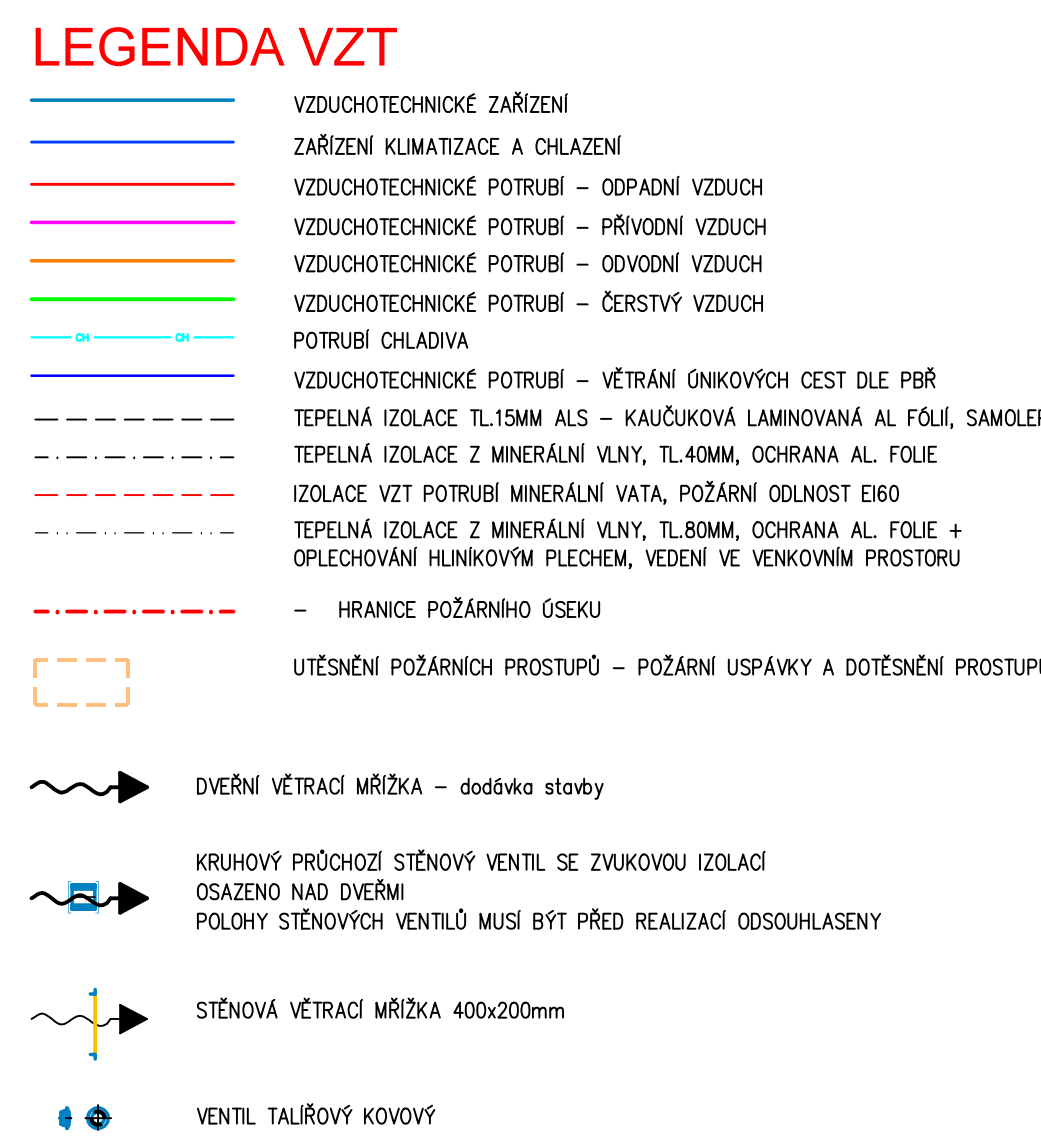 LEGENDA VZT
VZDUCHOTECHNICKÉ ZAŘÍZENÍ
ZAŘÍZENÍ KLIMATIZACE A CHLAZENÍ
VZDUCHOTECHNICKÉ POTRUBÍ – ODPADNÍ VZDUCH
VZDUCHOTECHNICKÉ POTRUBÍ – PŘÍVODNÍ VZDUCH
VZDUCHOTECHNICKÉ POTRUBÍ – ODVODNÍ VZDUCH
VZDUCHOTECHNICKÉ POTRUBÍ – ČERSTVÝ VZDUCH
CH CH POTRUBÍ CHLADIVA
VZDUCHOTECHNICKÉ POTRUBÍ – VĚTRÁNÍ ÚNIKOVÝCH CEST DLE PBŘ
TEPELNÁ IZOLACE TL.15MM ALS – KAUČUKOVÁ LAMINOVANÁ AL FÓLIÍ,
TEPELNÁ IZOLACE Z MINERÁLNÍ VLNY, TL.40MM, OCHRANA AL. FOLIE
IZOLACE VZT POTRUBÍ MINERÁLNÍ VATA, POŽÁRNÍ ODLNOST EI60
TEPELNÁ IZOLACE Z MINERÁLNÍ VLNY, TL.80MM, OCHRANA AL. FOLIE +
OPLECHOVÁNÍ HLINÍKOVÝM PLECHEM, VEDENÍ VE VENKOVNÍM PROSTORU
– HRANICE POŽÁRNÍHO ÚSEKU
UTĚSNĚNÍ POŽÁRNÍCH PROSTUPŮ – POŽÁRNÍ USPÁVKY A DOTĚSNĚNÍ
DVEŘNÍ VĚTRACÍ MŘÍŽKA – dodávka stavby
KRUHOVÝ PRŮCHOZÍ STĚNOVÝ VENTIL SE ZVUKOVOU IZOLACÍ
OSAZENO NAD DVEŘMI
POLOHY STĚNOVÝCH VENTILŮ MUSÍ BÝT PŘED REALIZACÍ ODSOUHLASENY
STĚNOVÁ VĚTRACÍ MŘÍŽKA 400x200mm
VENTIL TALÍŘOVÝ KOVOVÝ